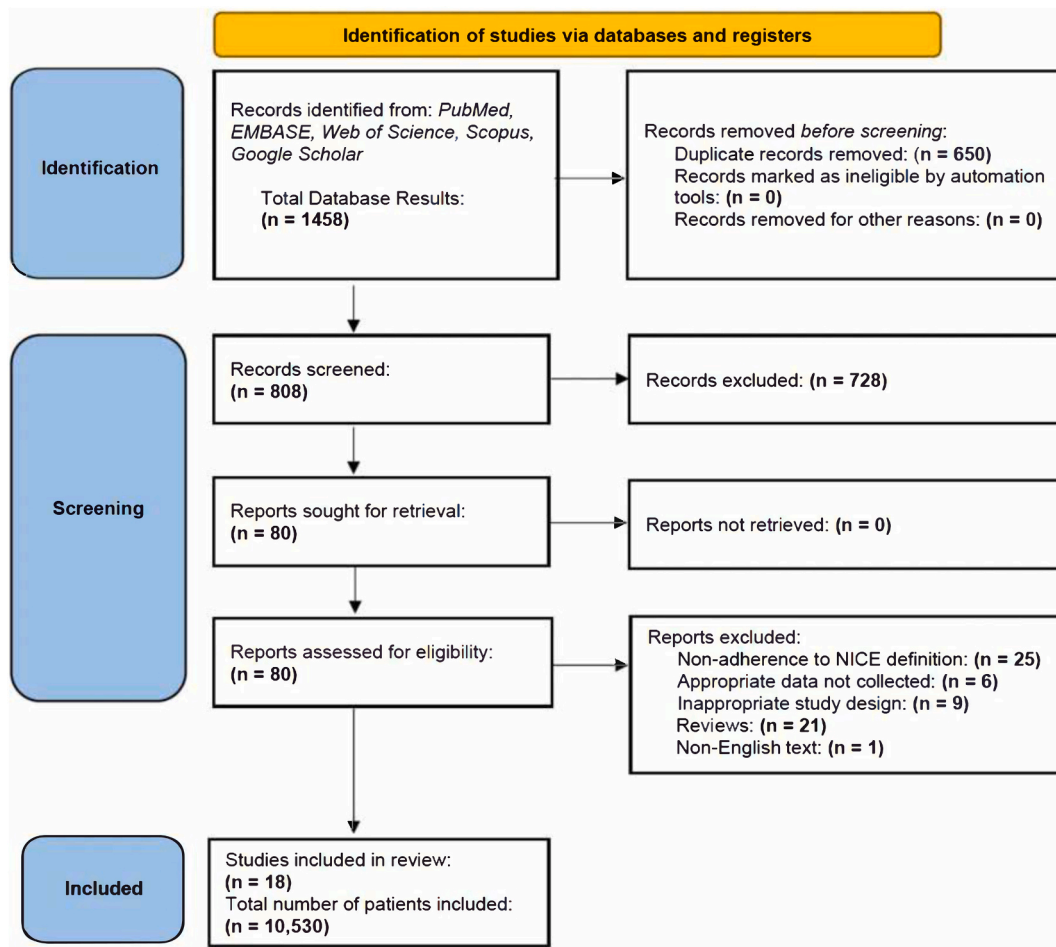 Identification of studies via databases and registers
Identification
Records identified from: PubMed,
EMBASE, Web of Science, Scopus,
Google Scholar
Total Database Results:
(n = 1458)
Records removed before screening:
Duplicate records removed: (n = 650)
Records marked as ineligible by automation
tools: (n = 0)
Records removed for other reasons: (n = 0)
Screening
Records screened:
(n = 808)
Records excluded: (n = 728)
Reports sought for retrieval:
(n = 80)
Reports not retrieved: (n = 0)
Reports assessed for eligibility:
(n = 80)
Reports excluded:
Non-adherence to NICE definition: (n = 25)
Appropriate data not collected: (n = 6)
Inappropriate study design: (n = 9)
Reviews: (n = 21)
Non-English text: (n = 1)
Included
Studies included in review:
(n = 18)
Total number of patients included:
(n = 10,530)